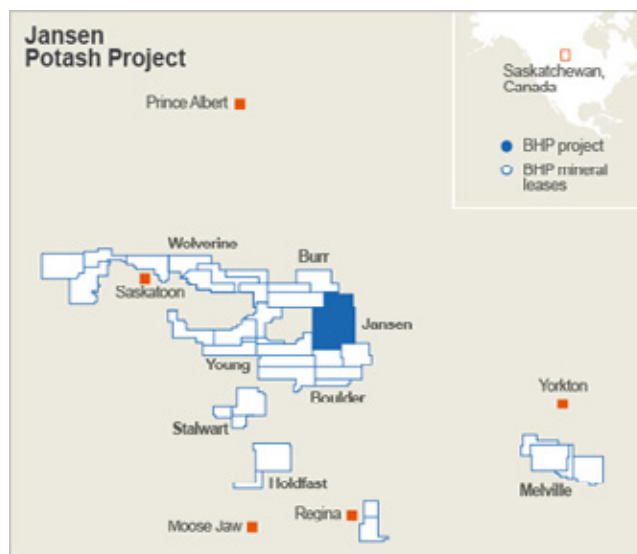 Jansen
Potash Project
Prince Albert
Saskatchewan,
Canada
BHP project
BHP mineral
leases
Wolverine
Burr
Saskatoon
Jansen
Young
Boulder
Yorkton
Stalwart
Holdfast
Melville
Regina
Moose Jaw